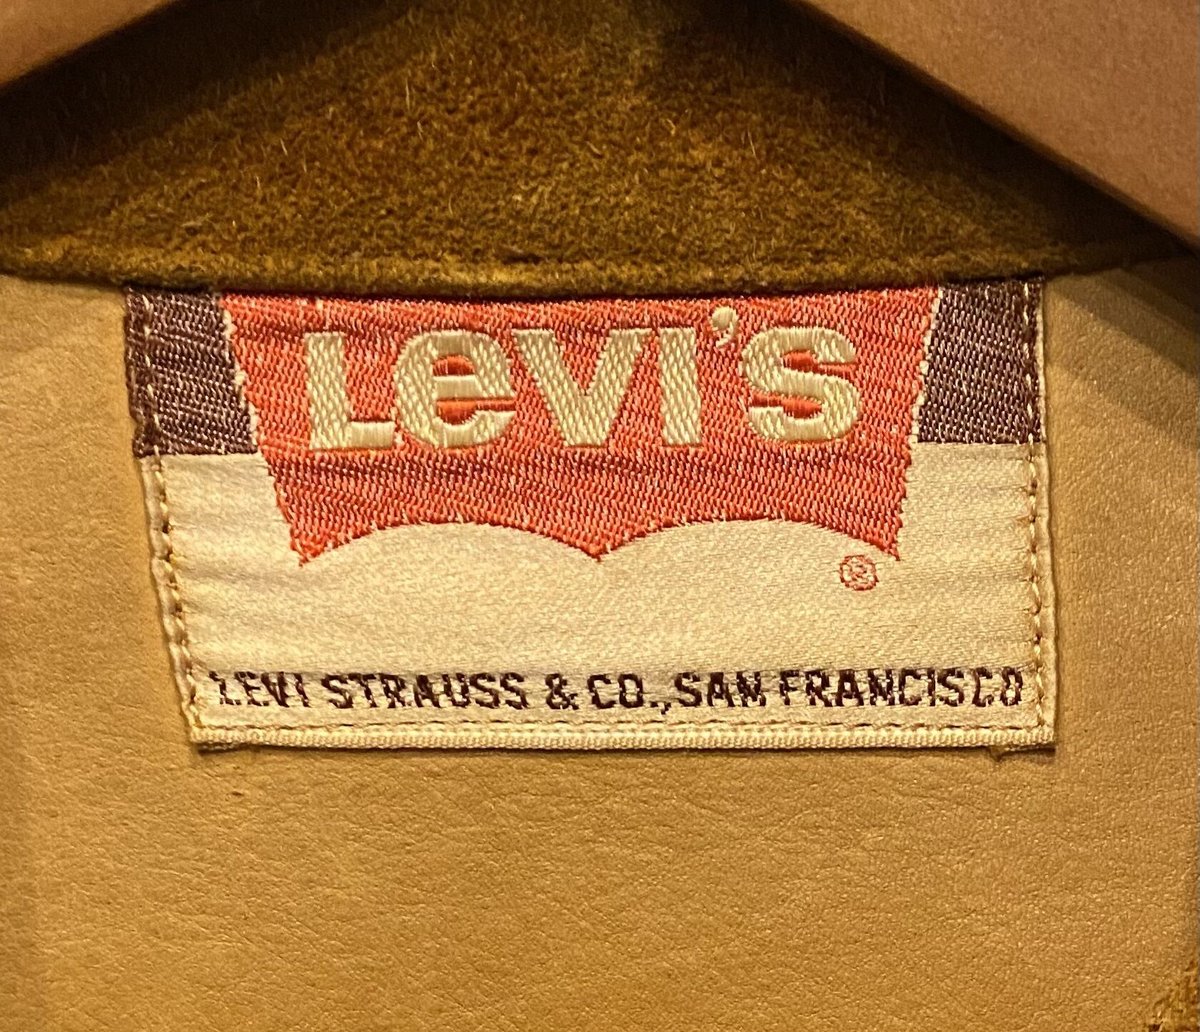 Levi's
®
LEVI STRAUSS & CO., SAN FRANCISCO